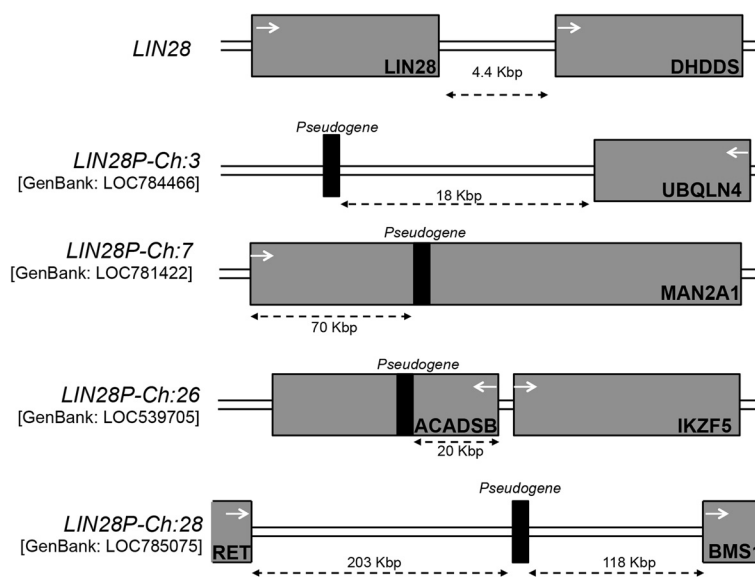 LIN28
LIN28
DHDDS
4.4 Kbp
Pseudogene
LIN28P-Ch:3
[GenBank: LOC784466]
UBQLN4
18 Kbp
Pseudogene
LIN28P-Ch:7
[GenBank: LOC781422]
MAN2A1
70 Kbp
Pseudogene
LIN28P-Ch:26
[GenBank: LOC539705]
ACADSB
IKZF5
20 Kbp
Pseudogene
LIN28P-Ch:28
[GenBank: LOC785075]
RET
BMS1
203 Kbp
118 Kbp